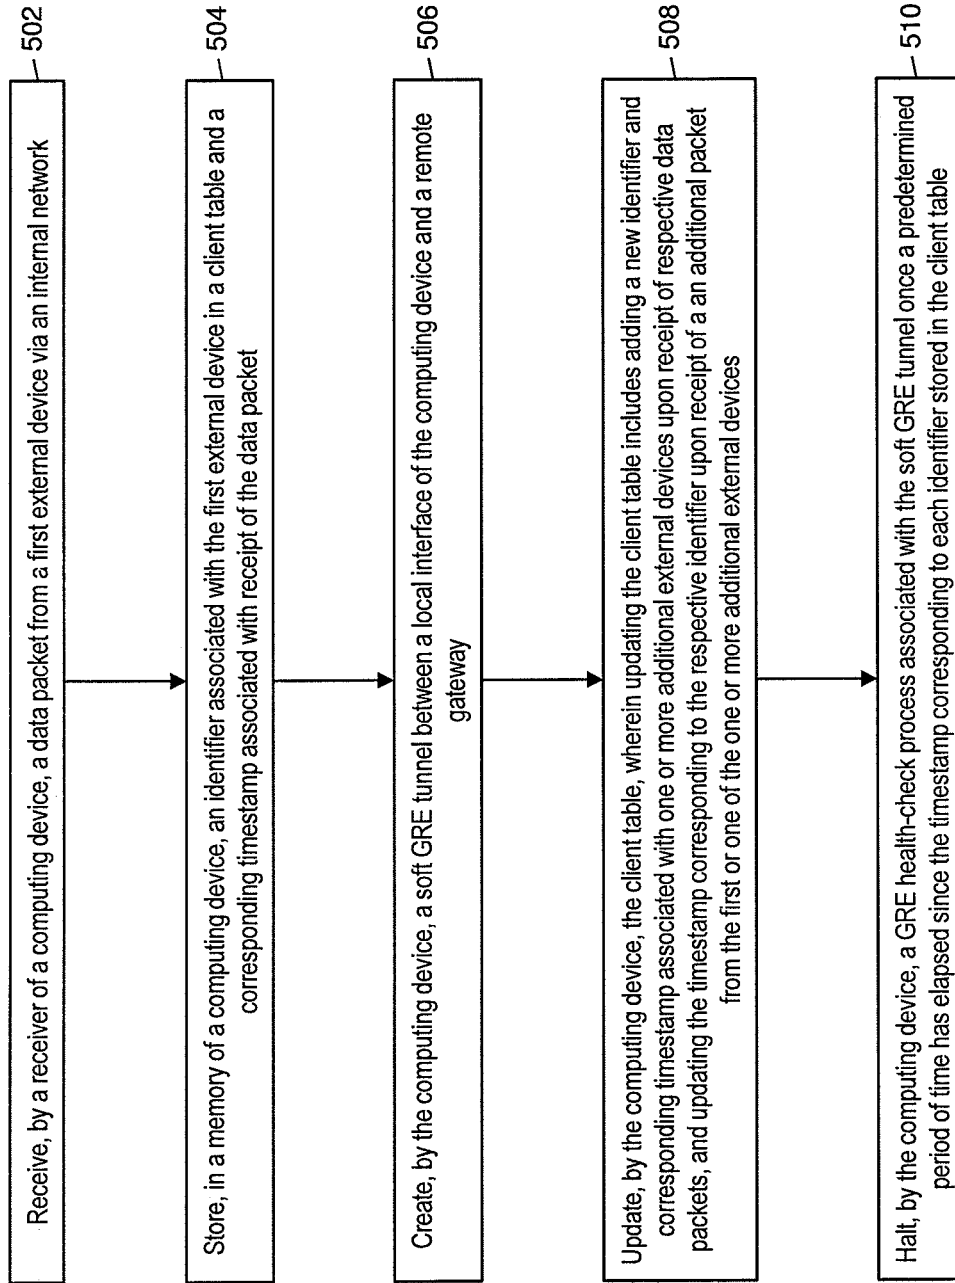 Receive, by a receiver of a computing device, a data packet from a first external device via an internal network
502
Store, in a memory of a computing device, an identifier associated with the first external device in a client table and a
corresponding timestamp associated with receipt of the data packet
504
Create, by the computing device, a soft GRE tunnel between a local interface of the computing device and a remote
gateway
506
Update, by the computing device, the client table, wherein updating the client table includes adding a new identifier and
corresponding timestamp associated with one or more additional external devices upon receipt of respective data
packets, and updating the timestamp corresponding to the respective identifier upon receipt of a an additional packet
from the first or one of the one or more additional external devices
508
Halt, by the computing device, a GRE health-check process associated with the soft GRE tunnel once a predetermined
period of time has elapsed since the timestamp corresponding to each identifier stored in the client table
510